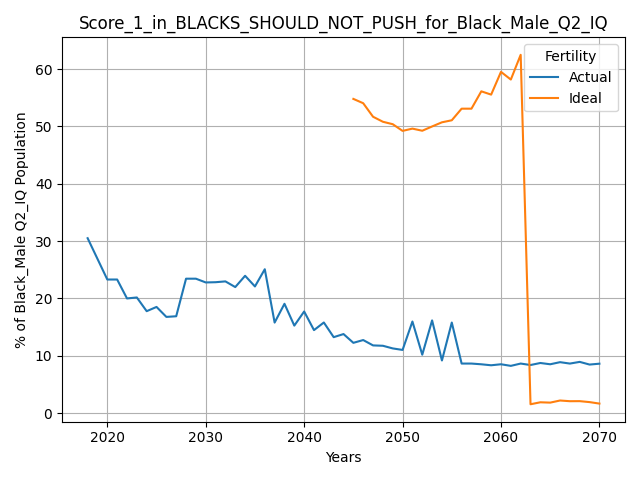 Score_1_in_BLACKS_SHOULD_NOT_PUSH_for_Black_Male_Q2_IQ
% of Black_Male Q2_IQ Population
60
50
40
30
20
10
0
Fertility
Actual
Ideal
2020
2030
2040
2050
2060
2070
Years